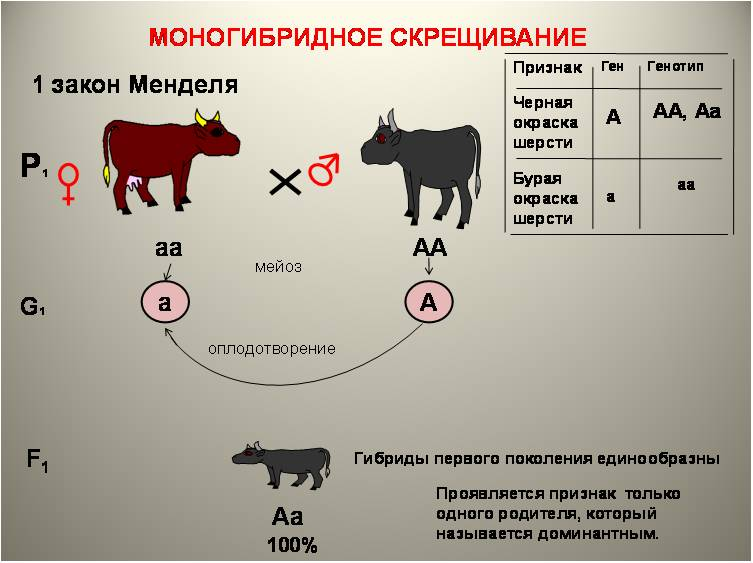 МОНОГИБРИДНОЕ СКРЕЩИВАНИЕ
1 закон Менделя
Признак Ген Генотип
Черная
окраска
шерсти
А
АА, Аа
Бурая
окраска
шерсти
а
аа
Р1
аа
АА
мейоз
G1
а
А
оплодотворение
F1
Гибриды первого поколения единообразны
Аа
100%
Проявляется признак только
одного родителя, который
называется доминантным.